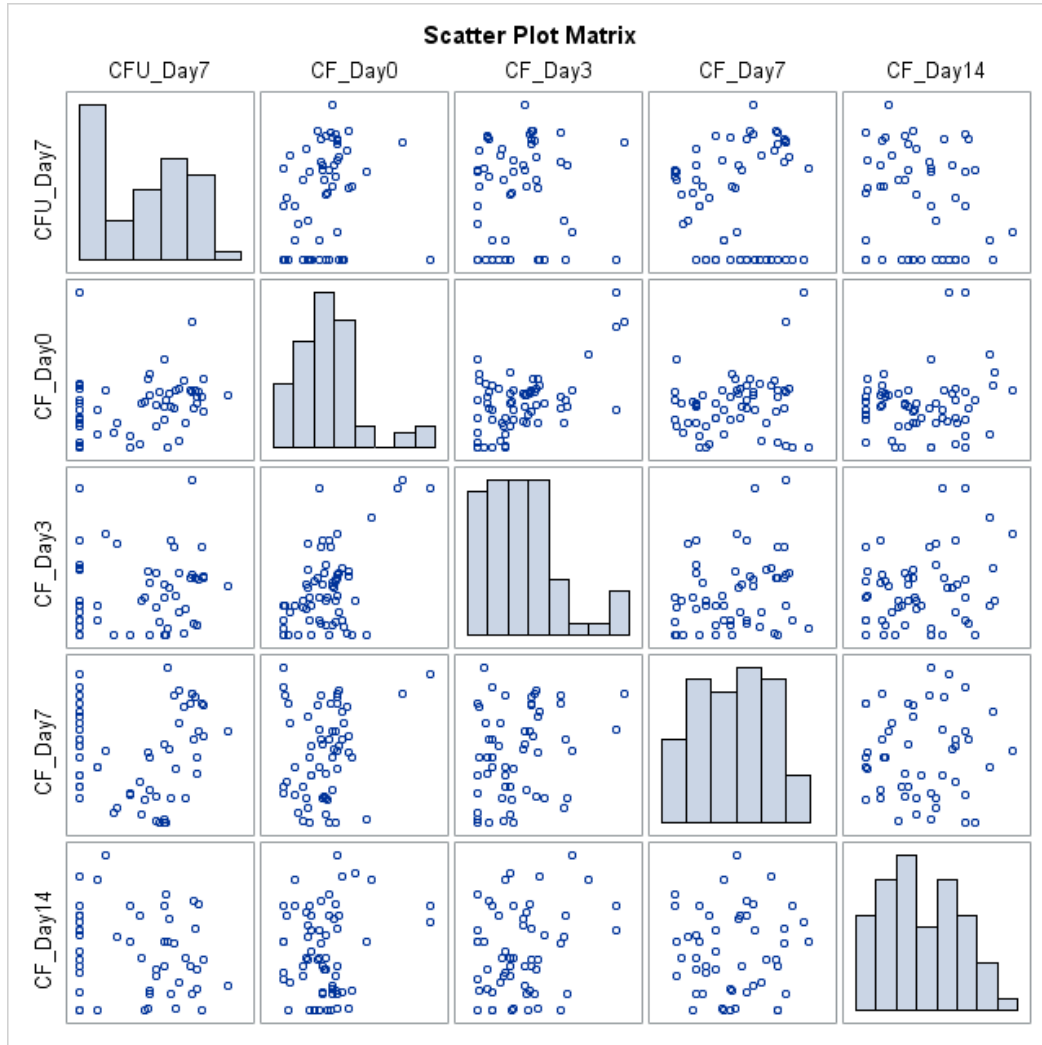 Scatter Plot Matrix
CFU_Day7 CF_Day0 CF_Day3 CF_Day7 CF_Day14
CFU_Day7
CF_Day0
CF_Day3
CF_Day7
CF_Day14